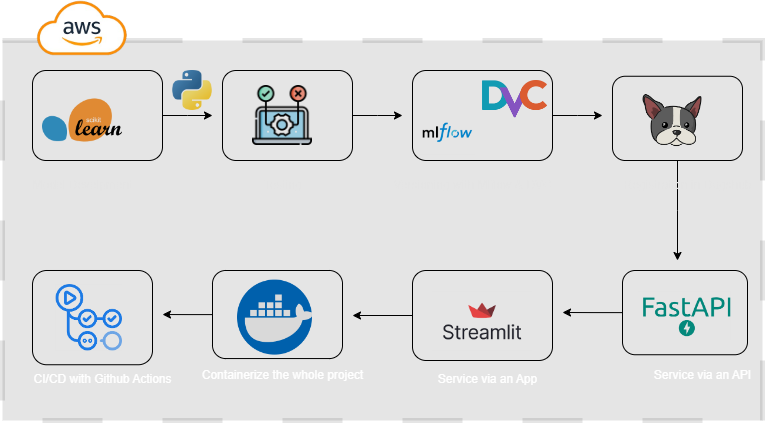 aws
scikit
learn
DVC
mlflow
FastAPI
Streamlit
CI/CD with Github Actions
Containerize the whole project
Service via an App
Service via an API